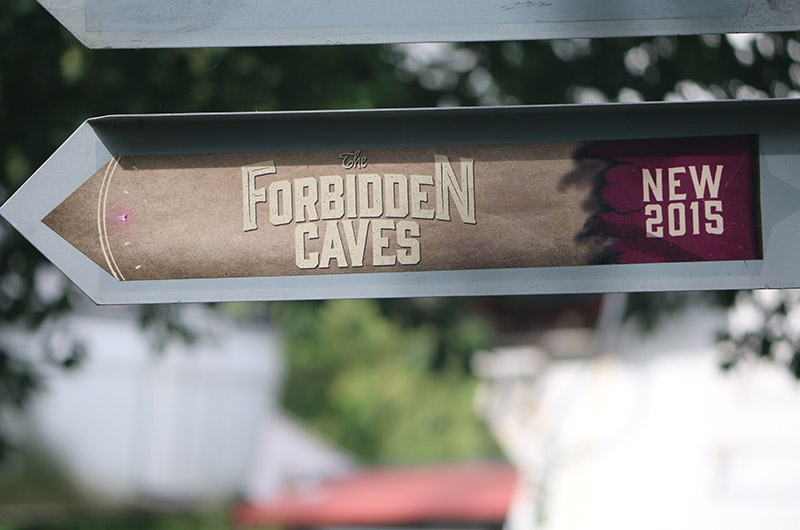 The
FORBIDDEN
CAVES
NEW
2015